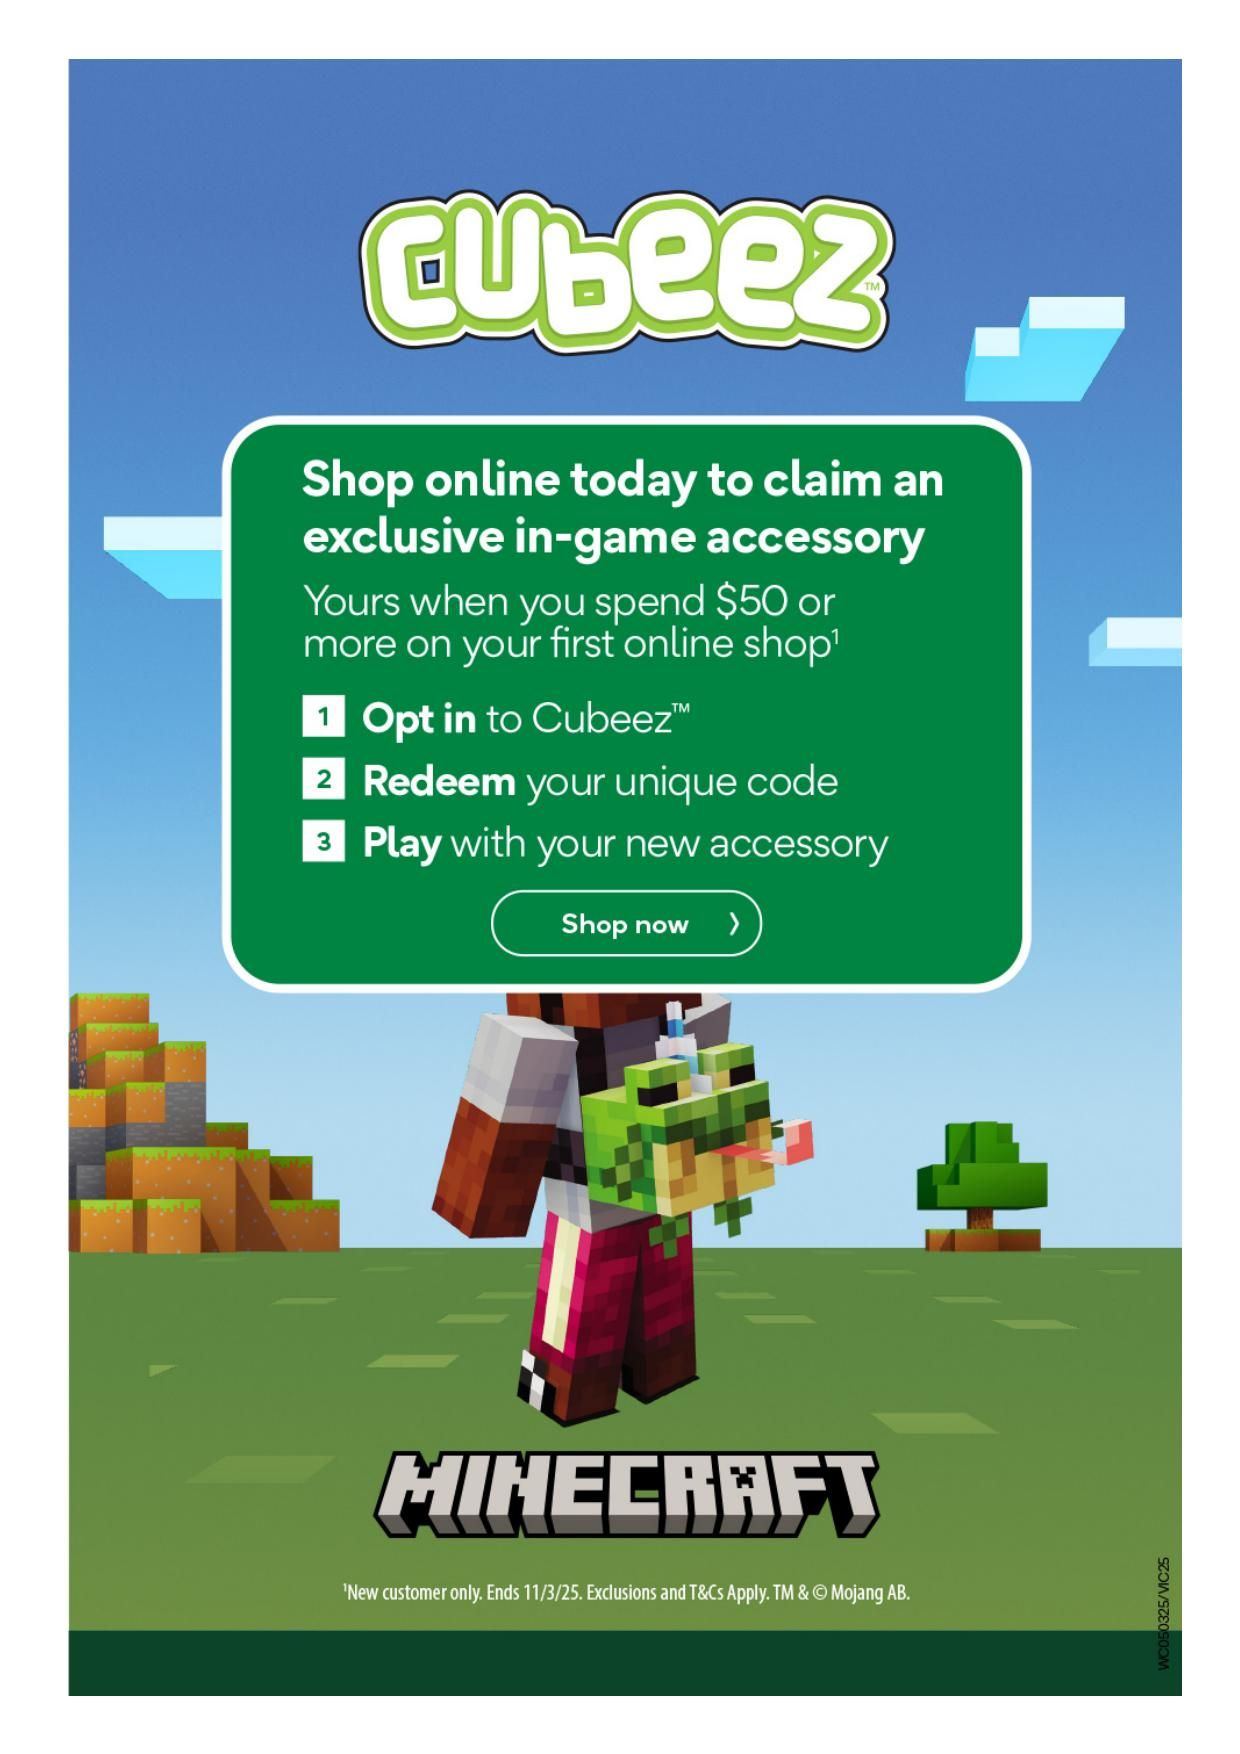 cubeez™
Shop online today to claim an
exclusive in-game accessory
Yours when you spend $50 or
more on your first online shop¹
1 Opt in to Cubeez™
2 Redeem your unique code
3 Play with your new accessory
Shop now ›
MINECRAFT
¹New customer only. Ends 11/3/25. Exclusions and T&Cs Apply. TM & © Mojang AB.
WC050325/VIC25